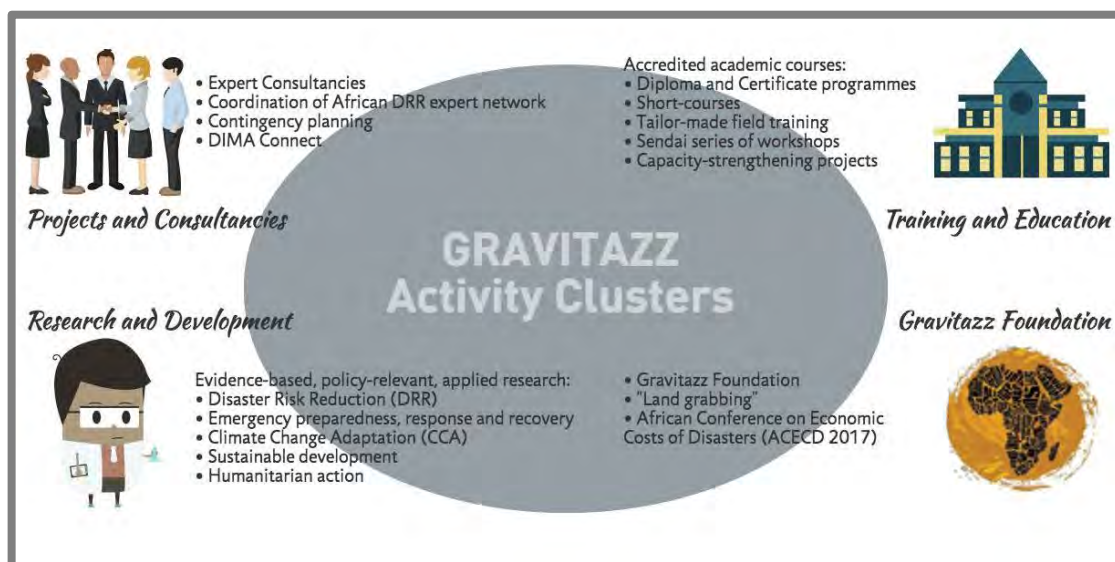 • Expert Consultancies
• Coordination of African DRR expert network
• Contingency planning
• DIMA Connect
Projects and Consultancies
Accredited academic courses:
• Diploma and Certificate programmes
• Short-courses
• Tailor-made field training
• Sendai series of workshops
• Capacity-strengthening projects
Training and Education
GRAVITAZZ
Activity Clusters
Research and Development
Evidence-based, policy-relevant, applied research:
• Disaster Risk Reduction (DRR)
• Emergency preparedness, response and recovery
• Climate Change Adaptation (CCA)
• Sustainable development
• Humanitarian action
Gravitazz Foundation
• Gravitazz Foundation
• "Land grabbing"
• African Conference on Economic
Costs of Disasters (ACECD 2017)